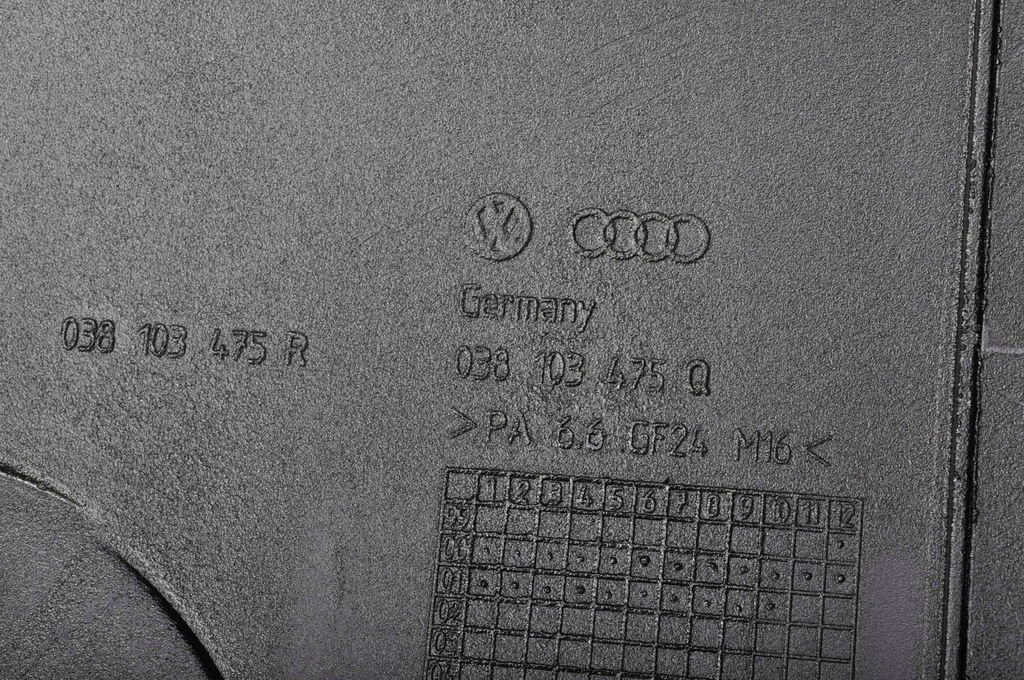 038 103 475 R
Germany
038 103 475 Q
>PA 6.6 GF24 M16<
1 2 3 4 5 6 7 8 9 10 11 12
02